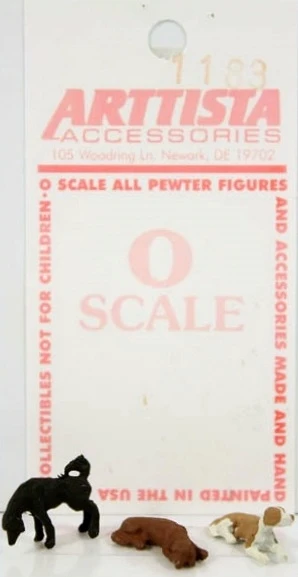 1183
ARTTISTA
ACCESSORIES
105 Woodring Ln. Newark, DE 19702
O SCALE ALL PEWTER FIGURES
AND ACCESSORIES MADE AND HAND
PAINTED IN THE USA
COLLECTIBLES NOT FOR CHILDREN •
O
SCALE